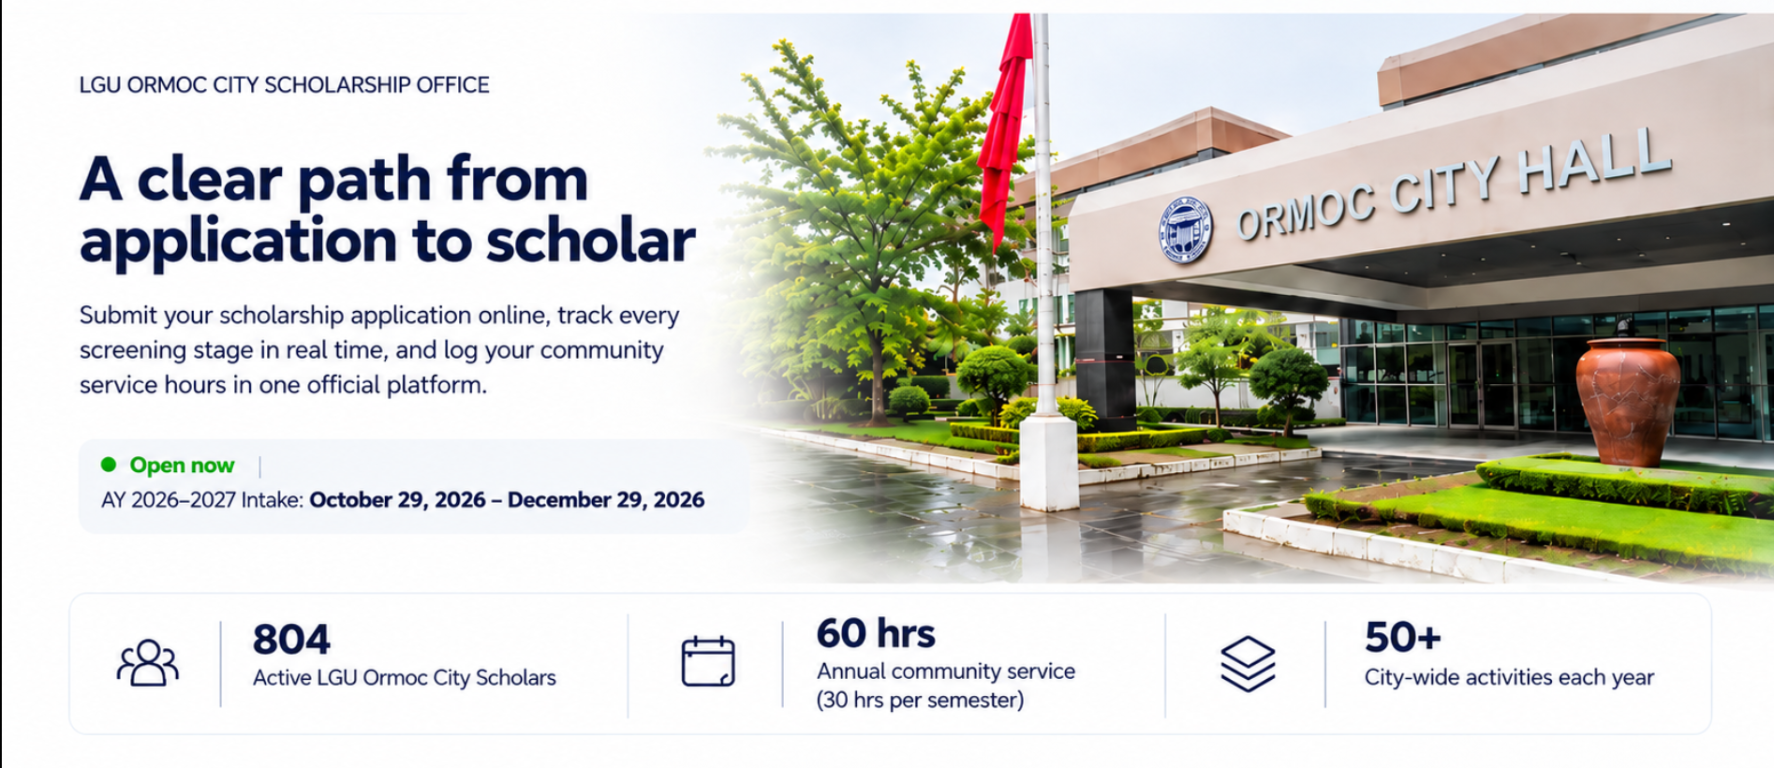 LGU ORMOC CITY SCHOLARSHIP OFFICE
A clear path from
application to scholar
Submit your scholarship application online, track every
screening stage in real time, and log your community
service hours in one official platform.
Open now
AY 2026–2027 Intake: October 29, 2026 – December 29, 2026
ORMOC CITY HALL
804
Active LGU Ormoc City Scholars
60 hrs
Annual community service
(30 hrs per semester)
50+
City-wide activities each year